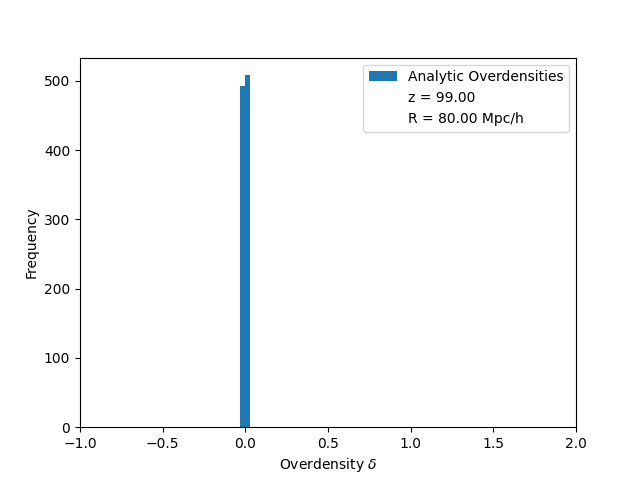 Analytic Overdensities
z = 99.00
R = 80.00 Mpc/h
500
400
300
200
100
0
Frequency
−1.0 −0.5 0.0 0.5 1.0 1.5 2.0
Overdensity δ